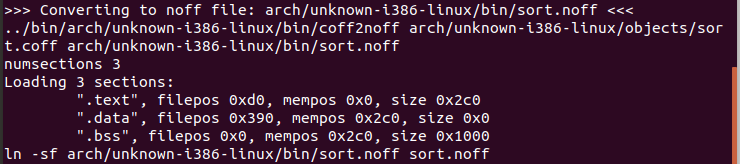 >>> Converting to noff file: arch/unknown-i386-linux/bin/sort.noff <<<
../bin/arch/unknown-i386-linux/bin/coff2noff arch/unknown-i386-linux/objects/sor
t.coff arch/unknown-i386-linux/bin/sort.noff
numsections 3
Loading 3 sections:
        ".text", filepos 0xd0, mempos 0x0, size 0x2c0
        ".data", filepos 0x390, mempos 0x2c0, size 0x0
        ".bss", filepos 0x0, mempos 0x2c0, size 0x1000
ln -sf arch/unknown-i386-linux/bin/sort.noff sort.noff